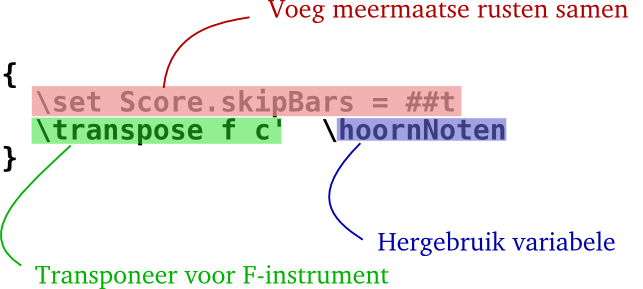 Voeg meermaatse rusten samen
{
\set Score.skipBars = ##t
\transpose f c' \hoornNoten
}
Hergebruik variabele
Transponeer voor F-instrument